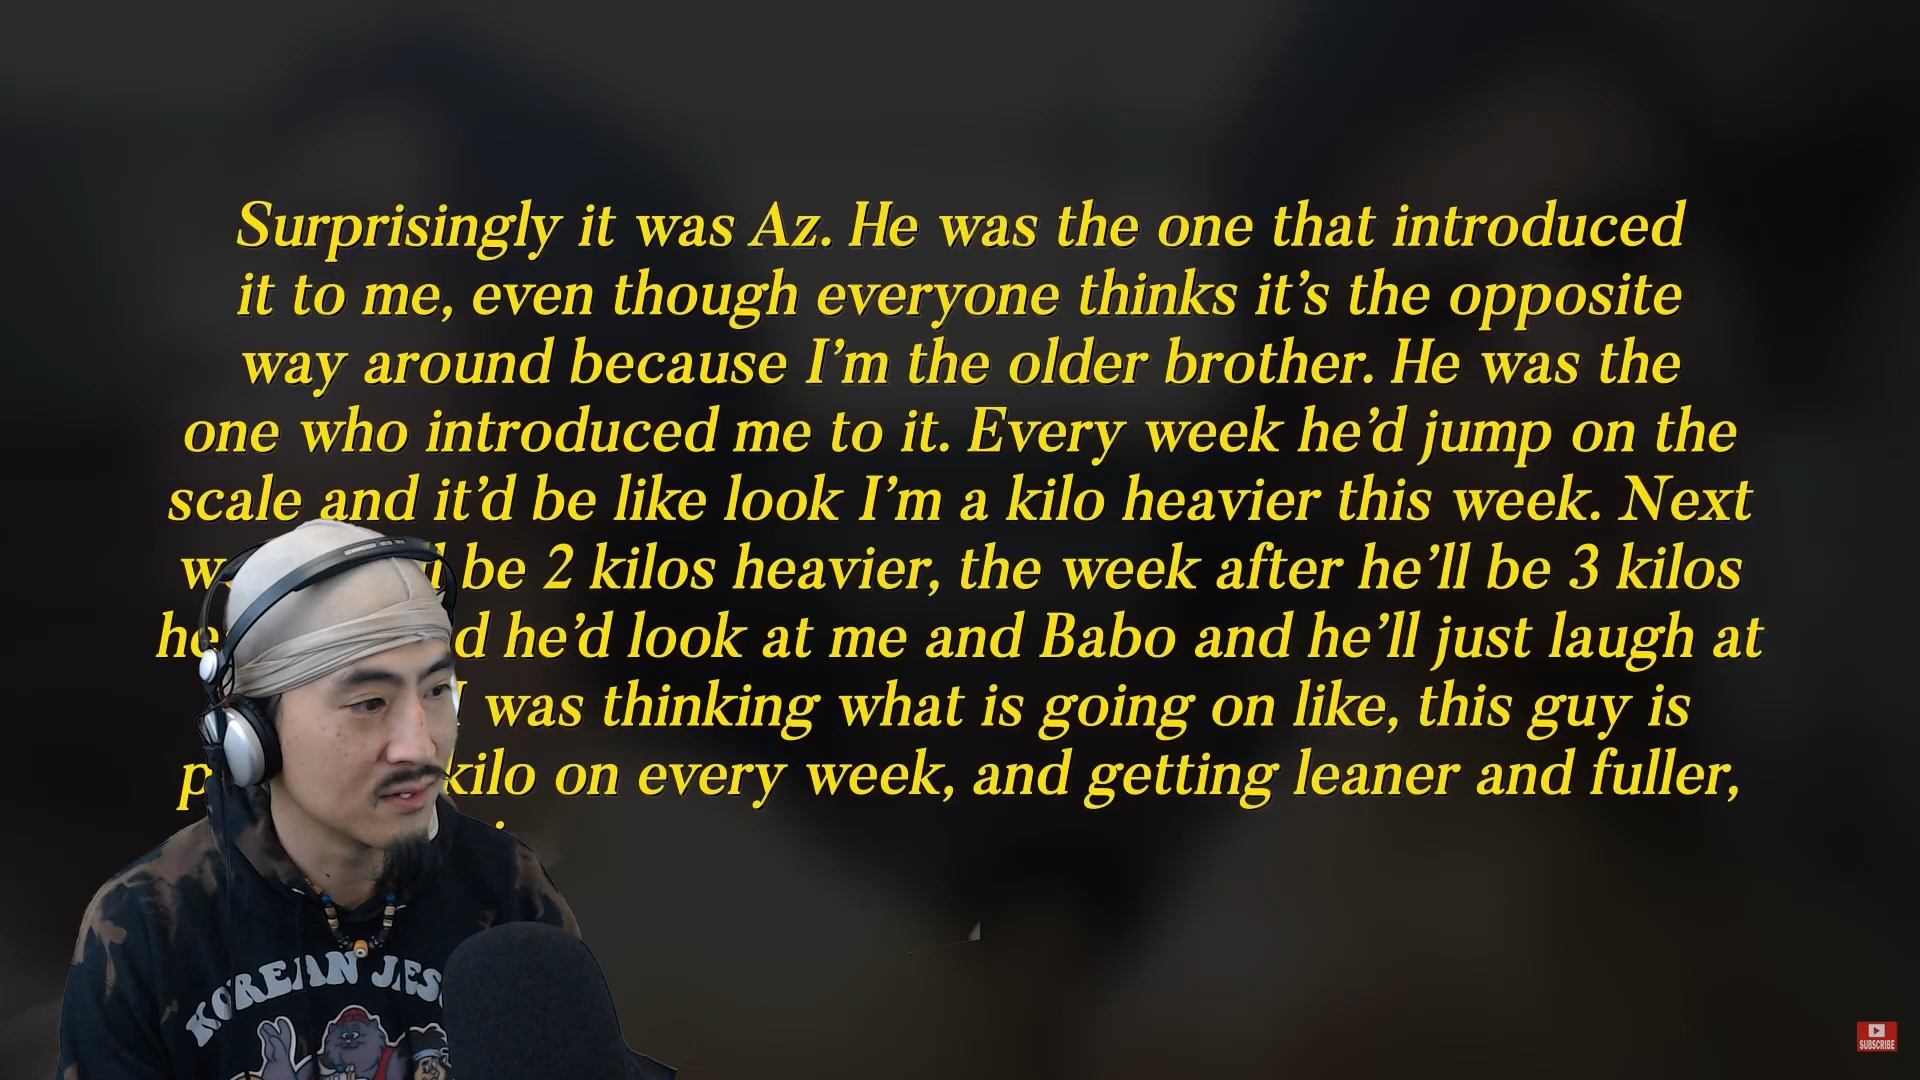 Surprisingly it was Az. He was the one that introduced
it to me, even though everyone thinks it’s the opposite
way around because I’m the older brother. He was the
one who introduced me to it. Every week he’d jump on the
scale and it’d be like look I’m a kilo heavier this week. Next
be 2 kilos heavier, the week after he’ll be 3 kilos
he’d look at me and Babo and he’ll just laugh at
I was thinking what is going on like, this guy is
kilo on every week, and getting leaner and fuller,
KOREAN
SUBSCRIBE